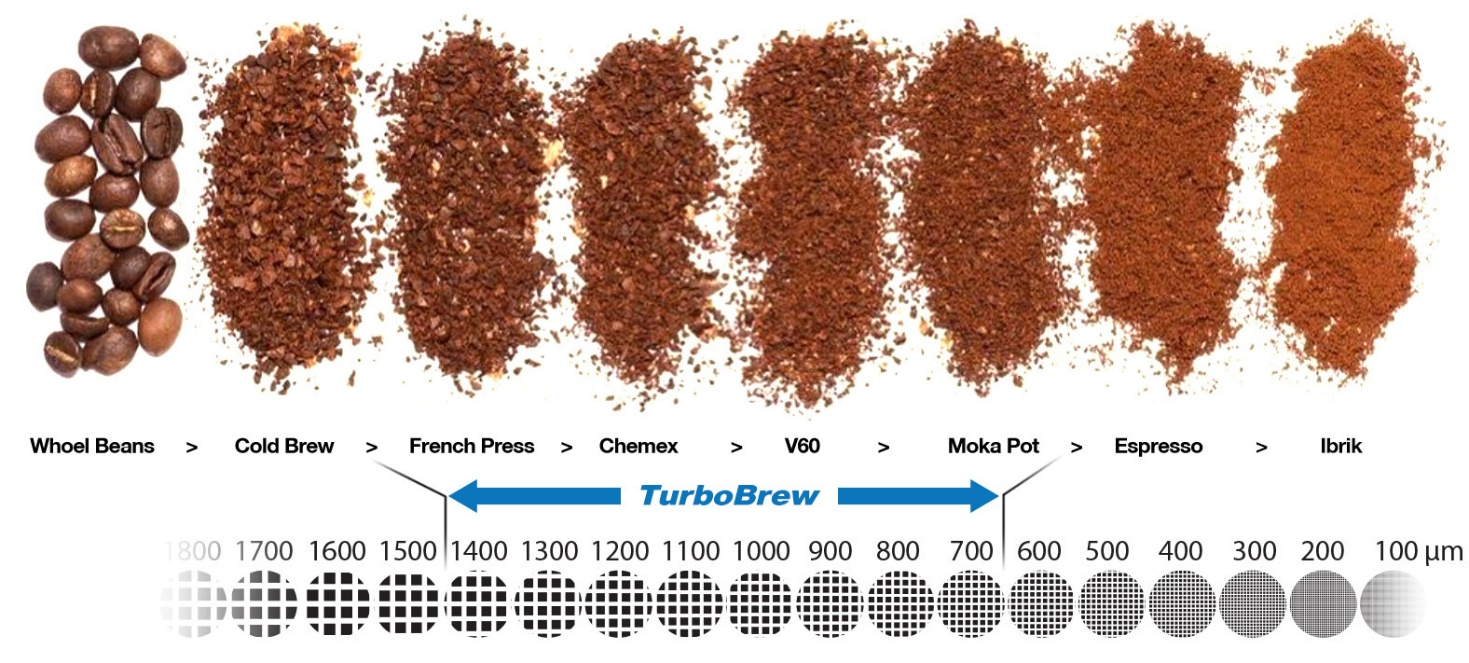 Whoel Beans > Cold Brew > French Press > Chemex > V60 > Moka Pot > Espresso > Ibrik
TurboBrew
1800 1700 1600 1500 1400 1300 1200 1100 1000 900 800 700 600 500 400 300 200 100 µm